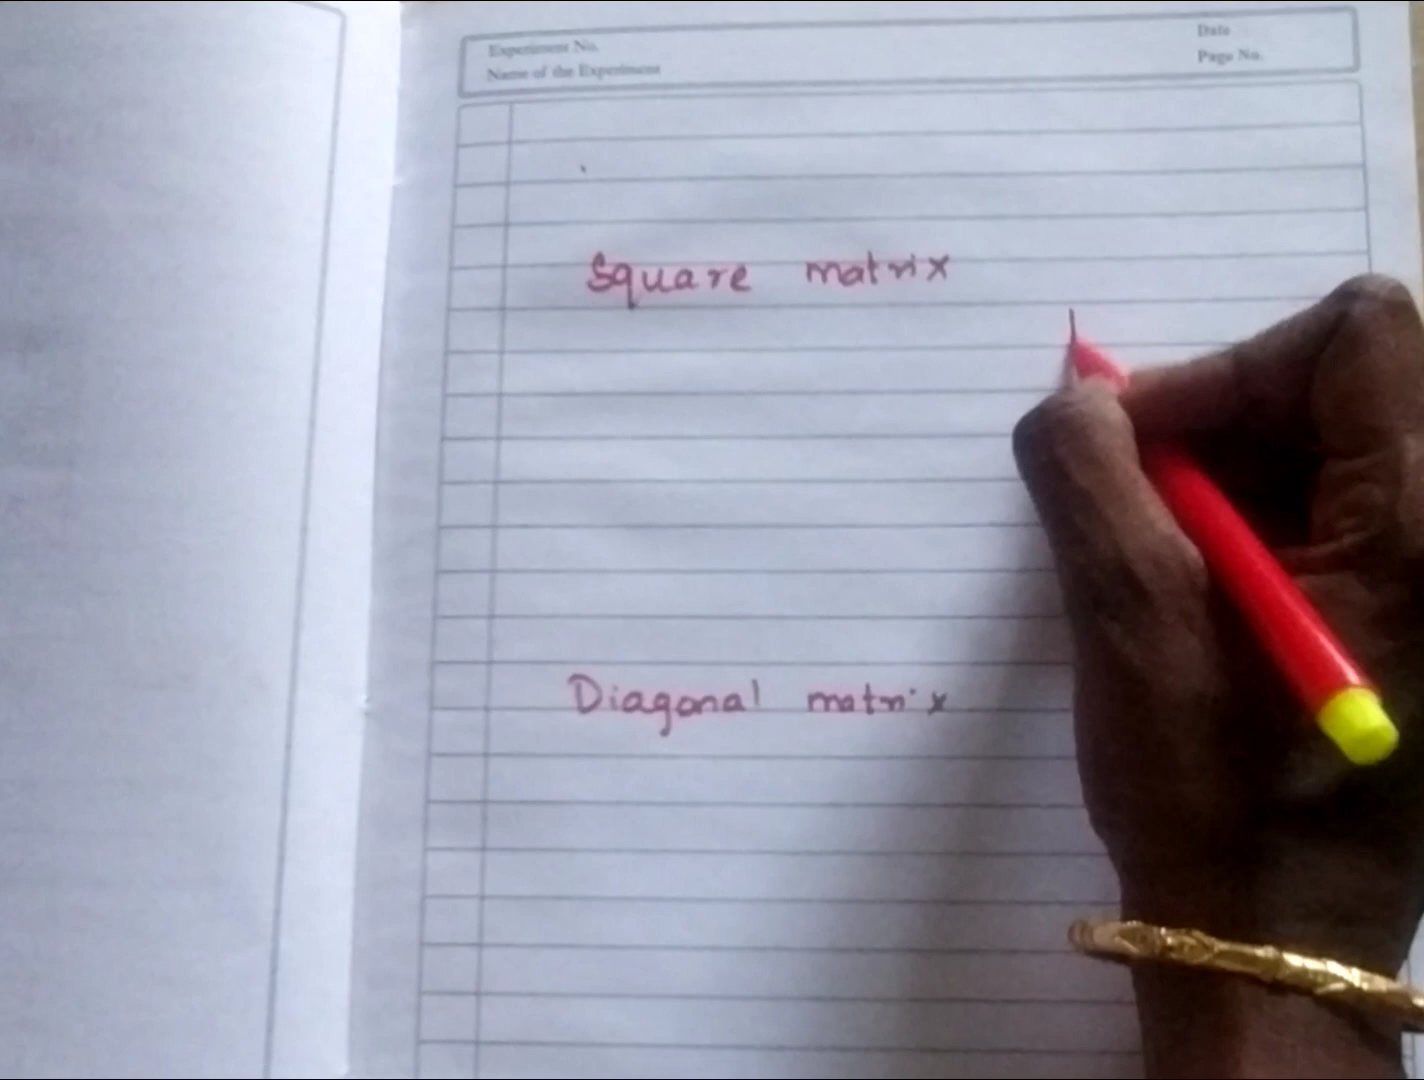 Experiment No.
Date
Name of the Experiment
Page No.
Square matrix
Diagonal matrix